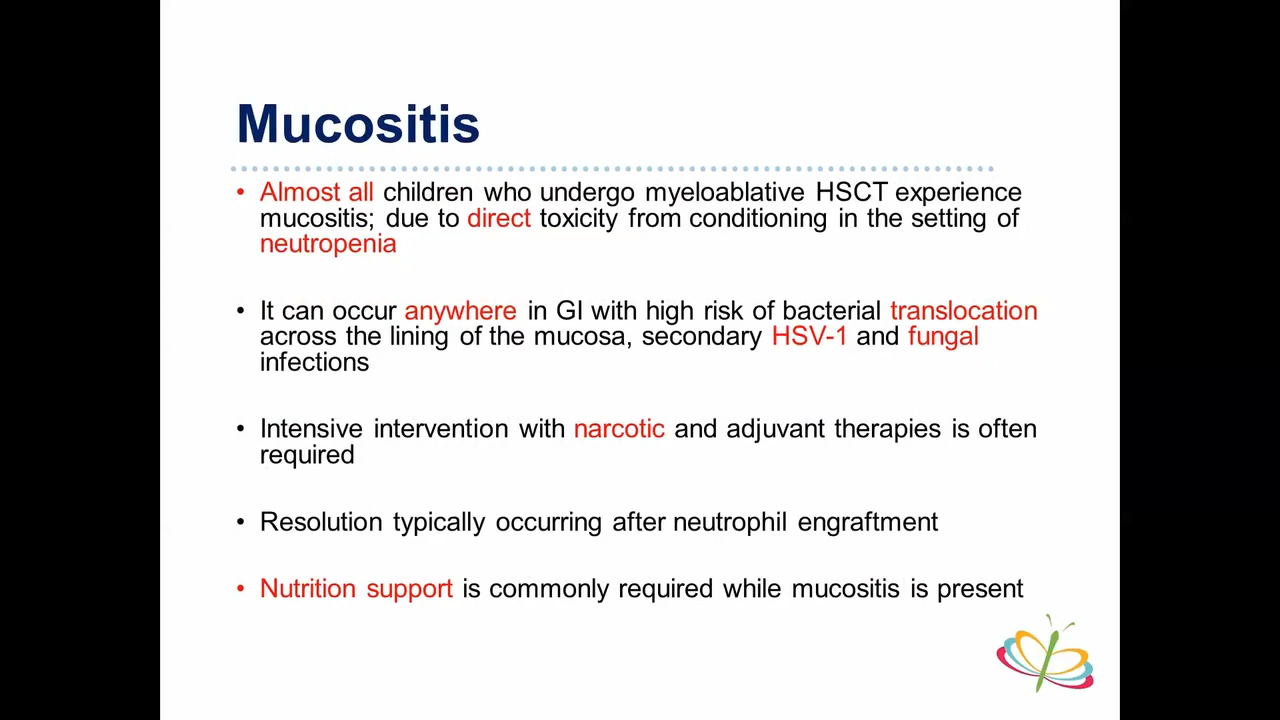 Mucositis
• Almost all children who undergo myeloablative HSCT experience
mucositis; due to direct toxicity from conditioning in the setting of
neutropenia
• It can occur anywhere in GI with high risk of bacterial translocation
across the lining of the mucosa, secondary HSV-1 and fungal
infections
• Intensive intervention with narcotic and adjuvant therapies is often
required
• Resolution typically occurring after neutrophil engraftment
• Nutrition support is commonly required while mucositis is present